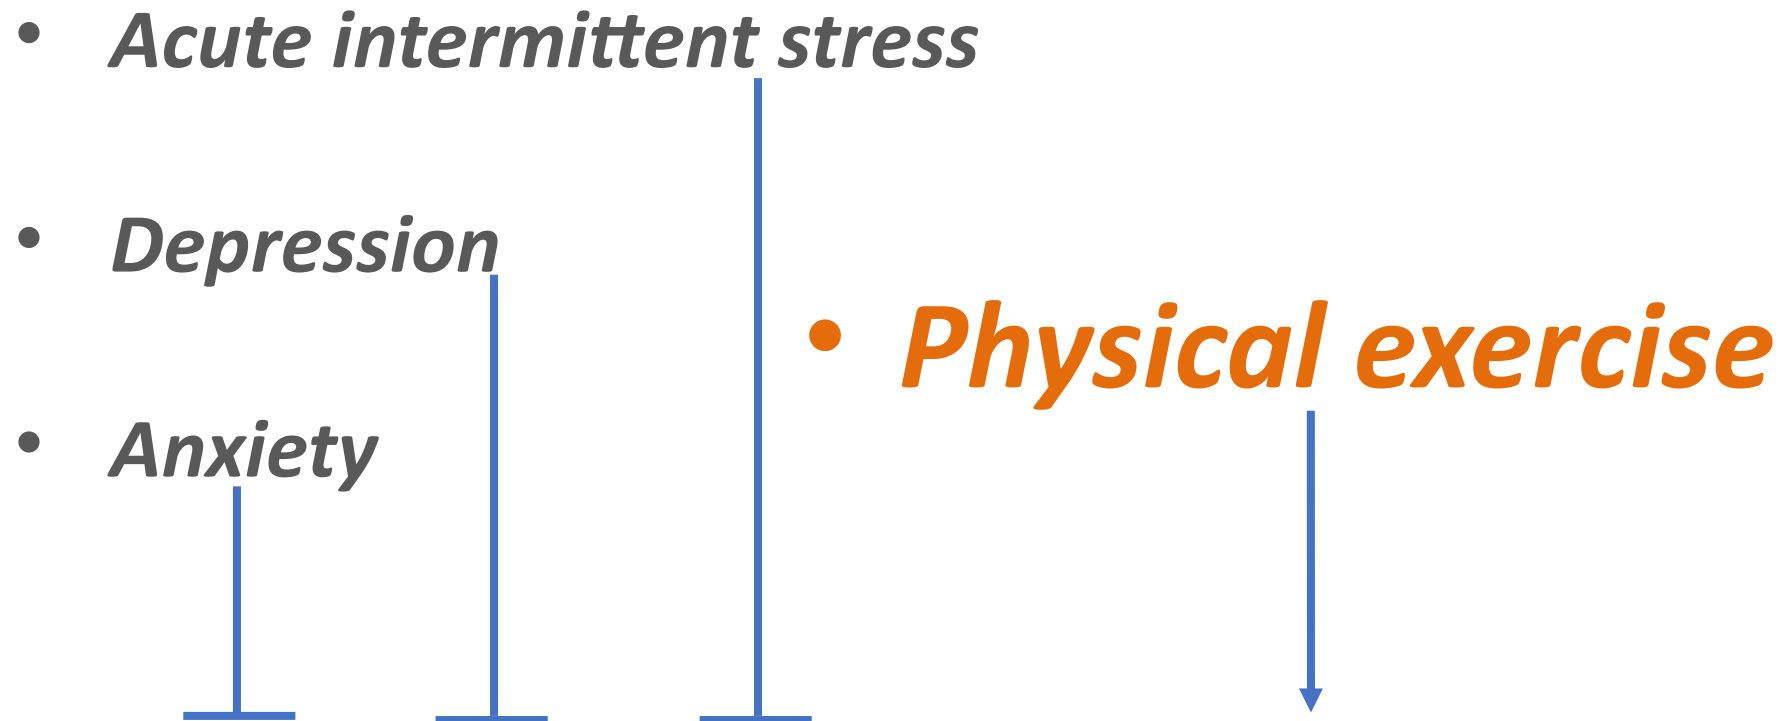 • Acute intermittent stress
• Depression
• Physical exercise
• Anxiety